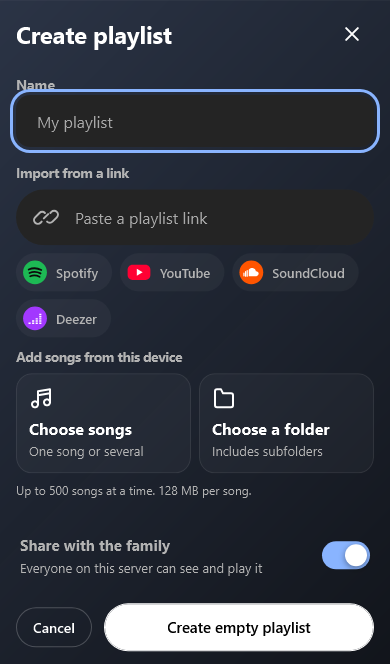 Create playlist
Name
My playlist
Import from a link
Paste a playlist link
Spotify
YouTube
SoundCloud
Deezer
Add songs from this device
Choose songs
One song or several
Choose a folder
Includes subfolders
Up to 500 songs at a time. 128 MB per song.
Share with the family
Everyone on this server can see and play it
Cancel
Create empty playlist